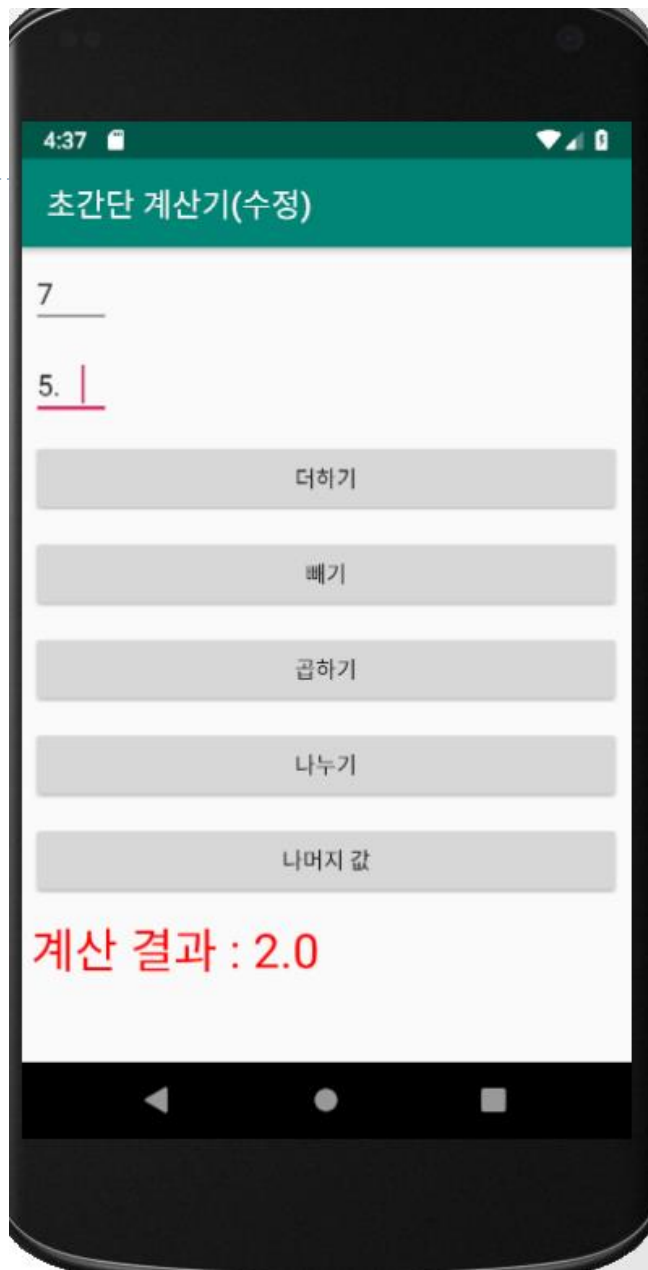 4:37
초간단 계산기(수정)
7
5.
더하기
빼기
곱하기
나누기
나머지 값
계산 결과 : 2.0